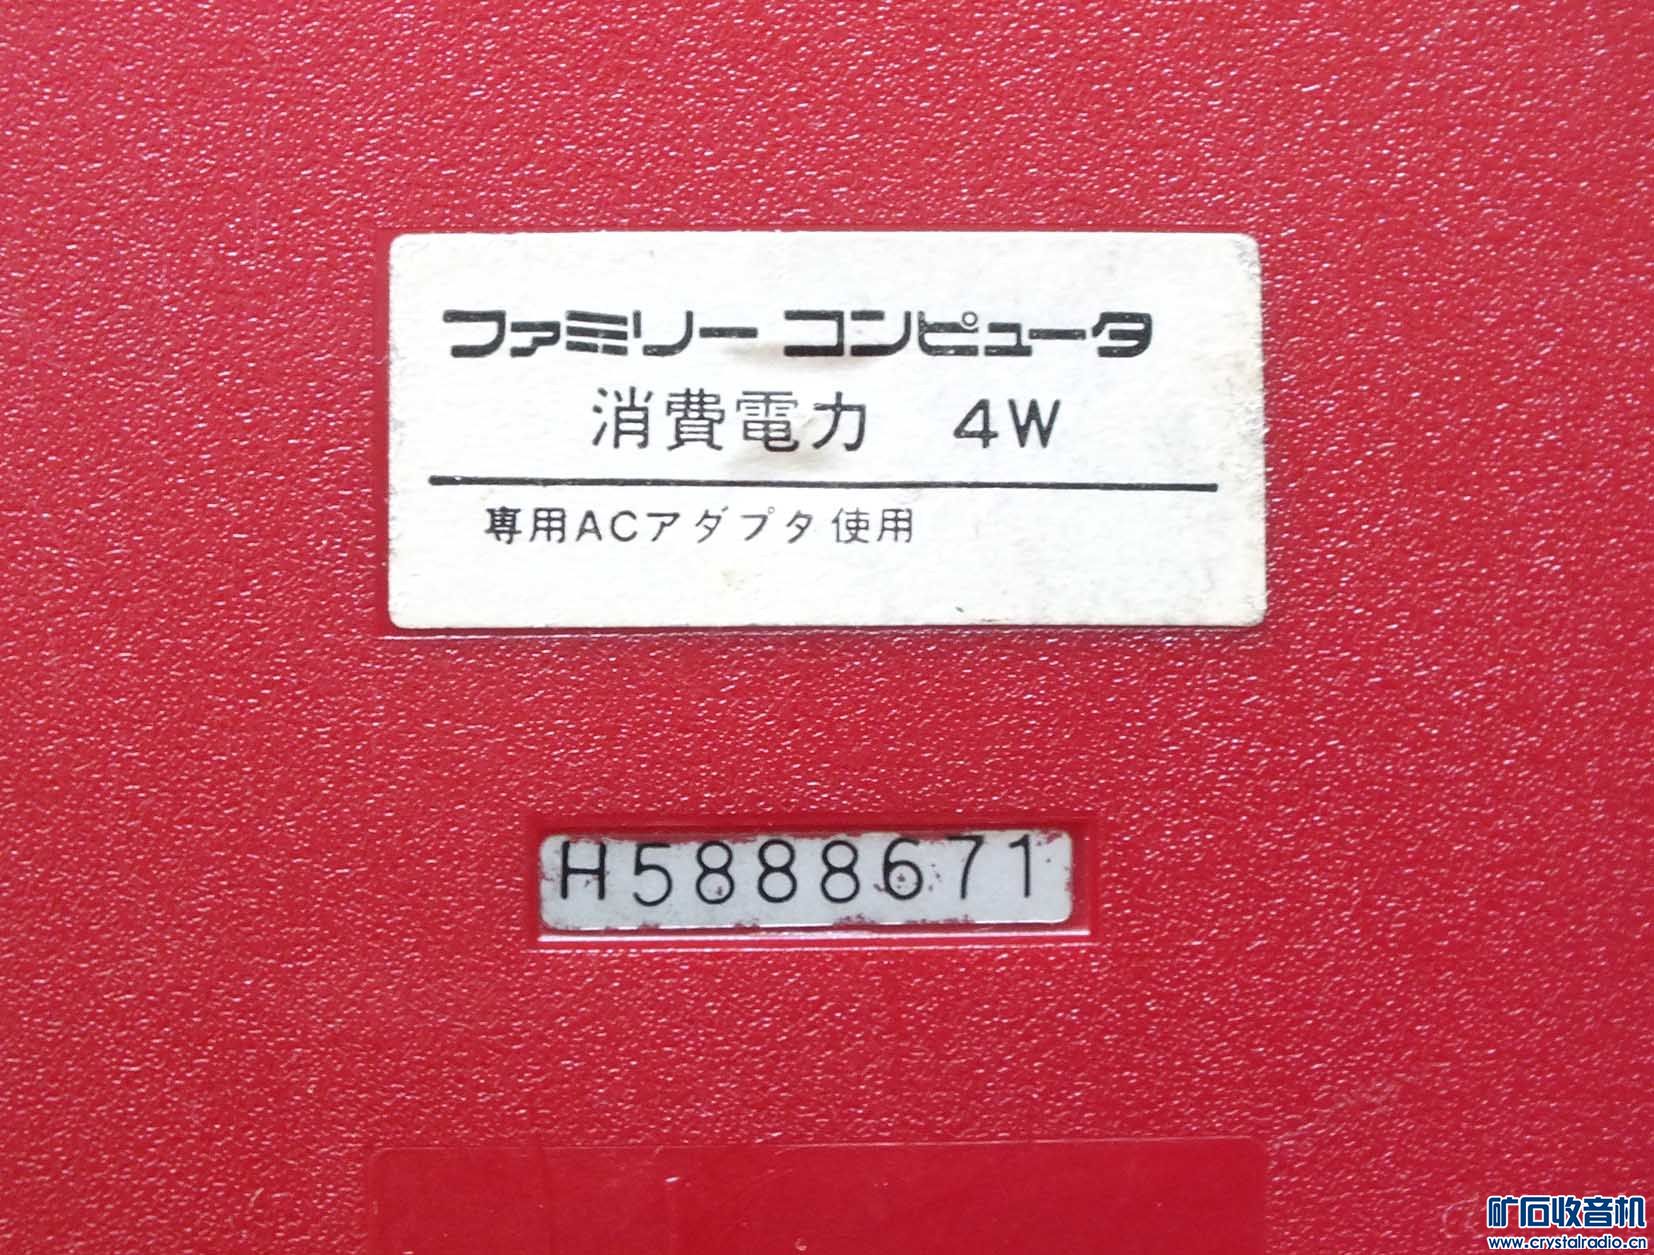 ファミリー コンピュータ
消費電力 4W
専用ACアダプタ使用
H5888671
矿石收音机
www.crystalradio.cn